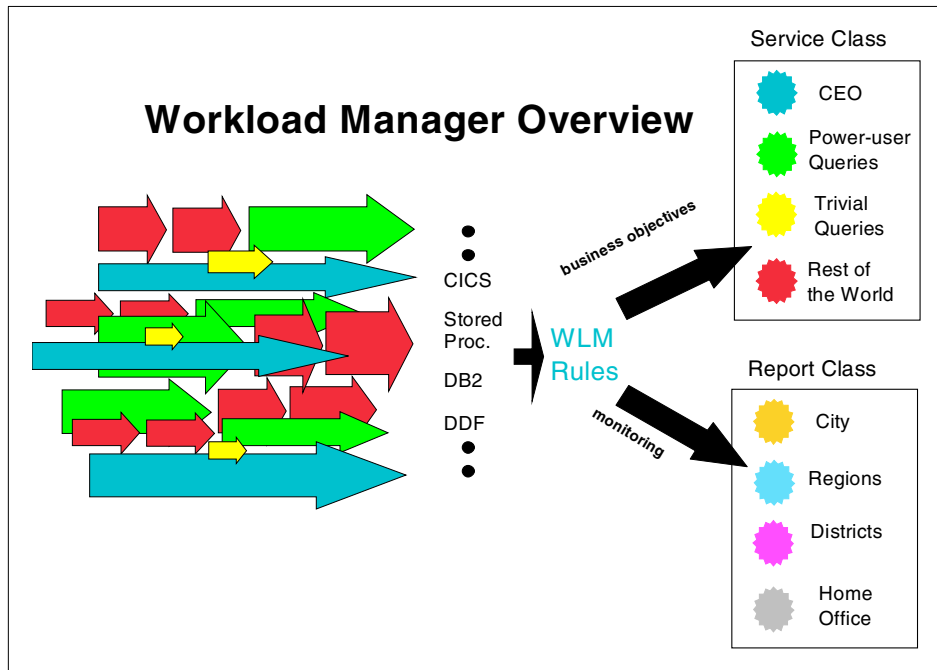 Workload Manager Overview
CICS
Stored
Proc.
DB2
DDF
WLM
Rules
business objectives
monitoring
Service Class
CEO
Power-user
Queries
Trivial
Queries
Rest of
the World
Report Class
City
Regions
Districts
Home
Office